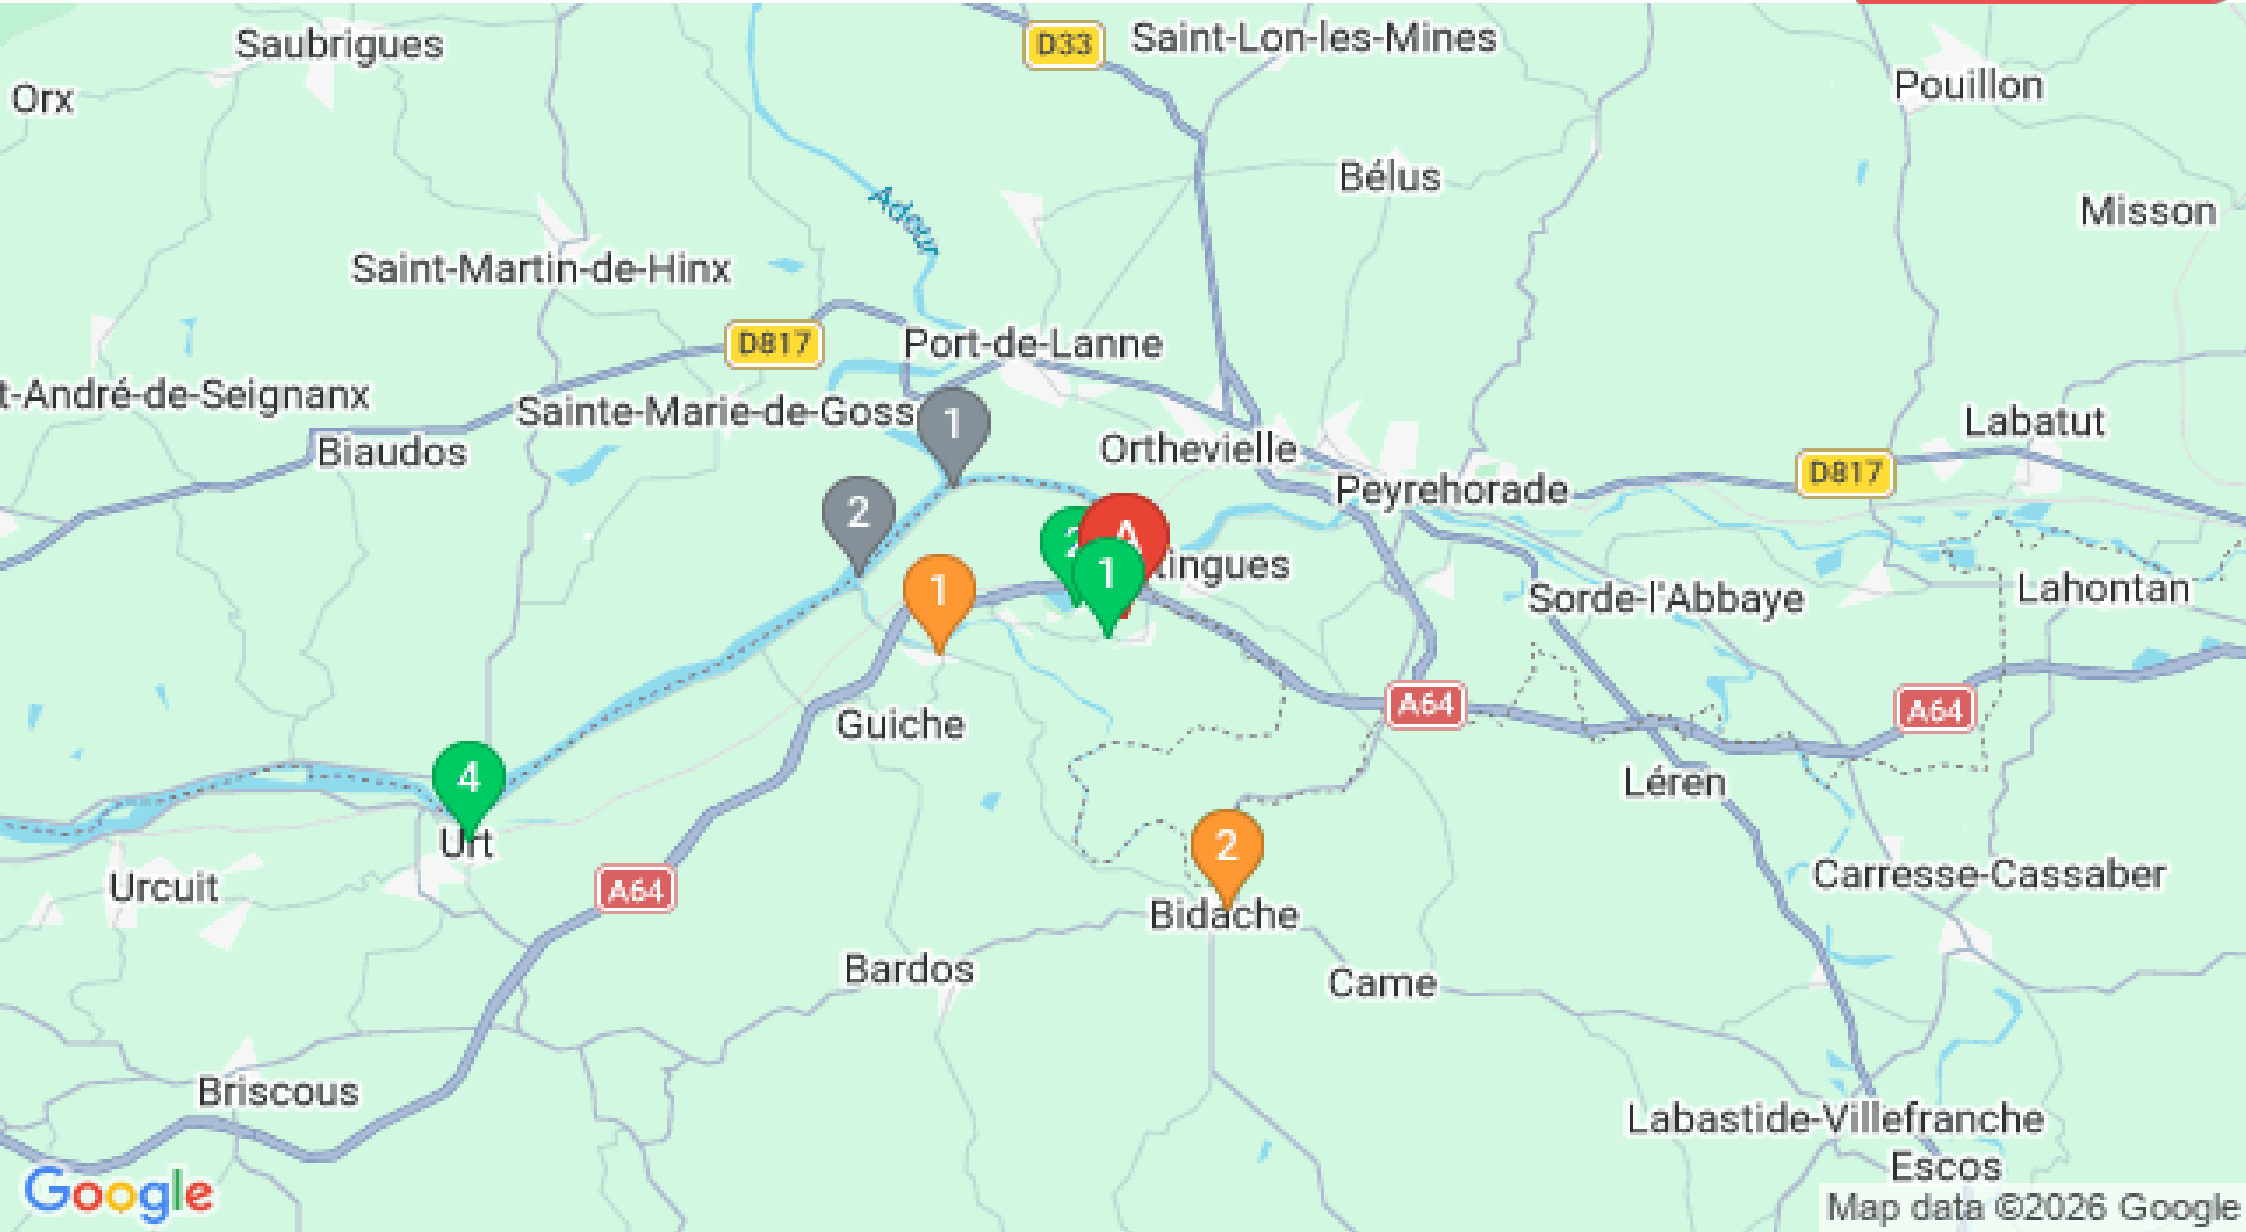 D33
Saint-Lon-les-Mines
Saubrigues
Pouillon
Orx
Bélus
Misson
Adour
Saint-Martin-de-Hinx
D817
Port-de-Lanne
t-André-de-Seignanx
Sainte-Marie-de-Goss
1
Labatut
Biaudos
Orthevielle
D817
Peyrehorade
2
2
A
1
tingues
1
Sorde-l'Abbaye
Lahontan
A64
A64
Guiche
4
Léren
Urt
2
Urcuit
A64
Carresse-Cassaber
Bidache
Bardos
Came
Briscous
Labastide-Villefranche
Escos
Google
Map data ©2026 Google